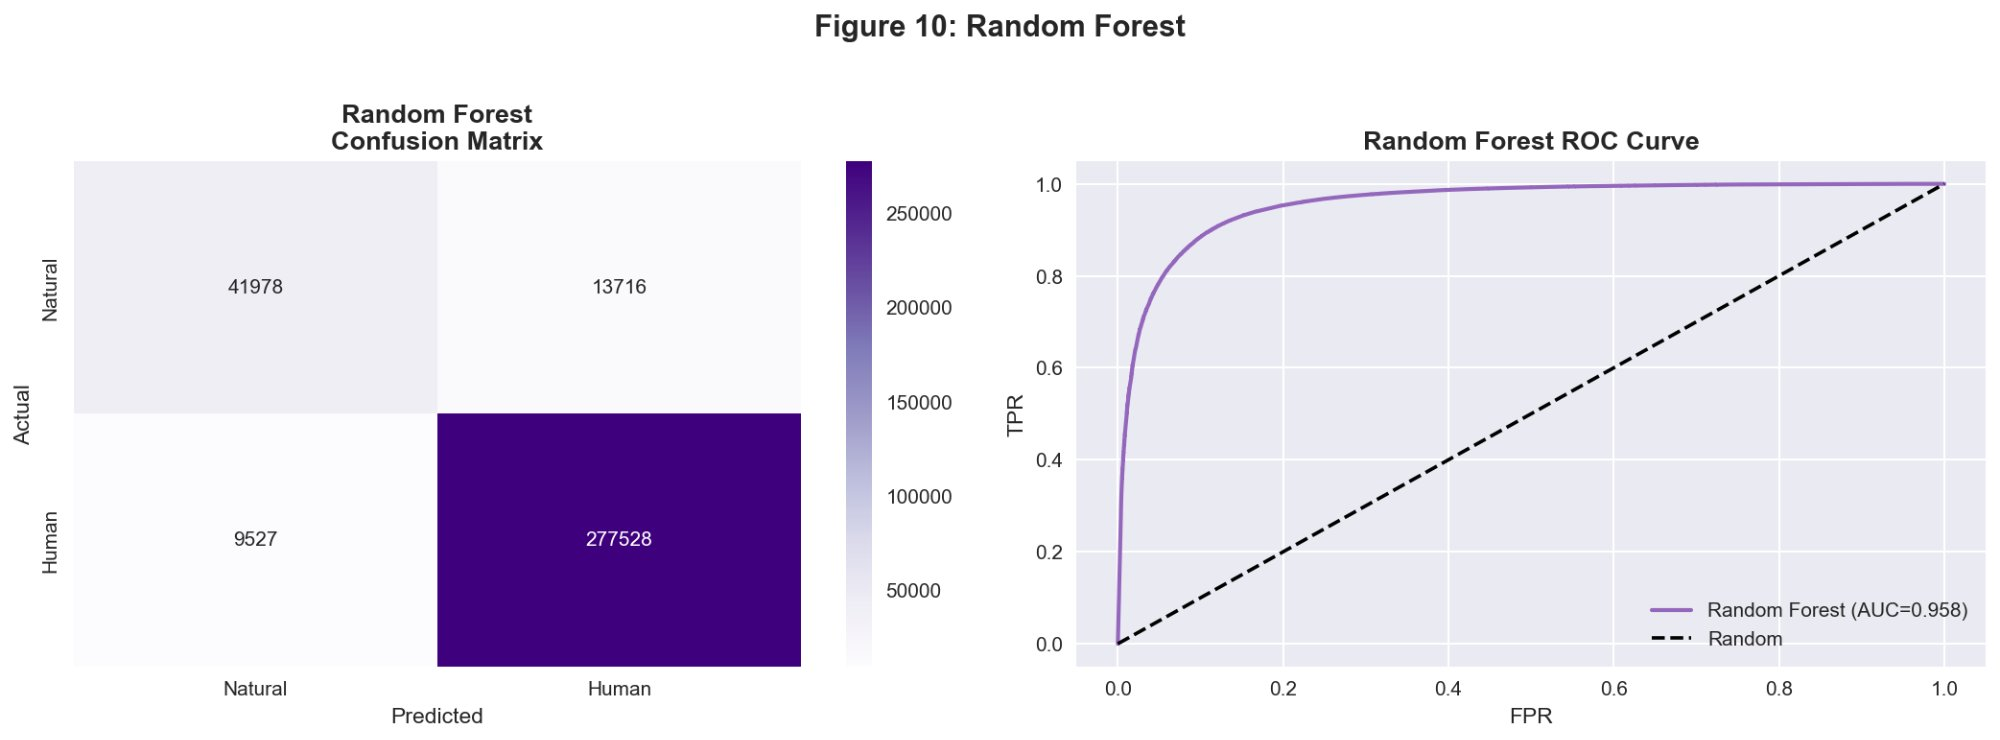 Figure 10: Random Forest
Random Forest
Confusion Matrix
Natural
Human
Actual
41978
13716
9527
277528
Natural
Human
Predicted
250000
200000
150000
100000
50000
Random Forest ROC Curve
TPR
1.0
0.8
0.6
0.4
0.2
0.0
Random Forest (AUC=0.958)
Random
0.0
0.2
0.4
0.6
0.8
1.0
FPR